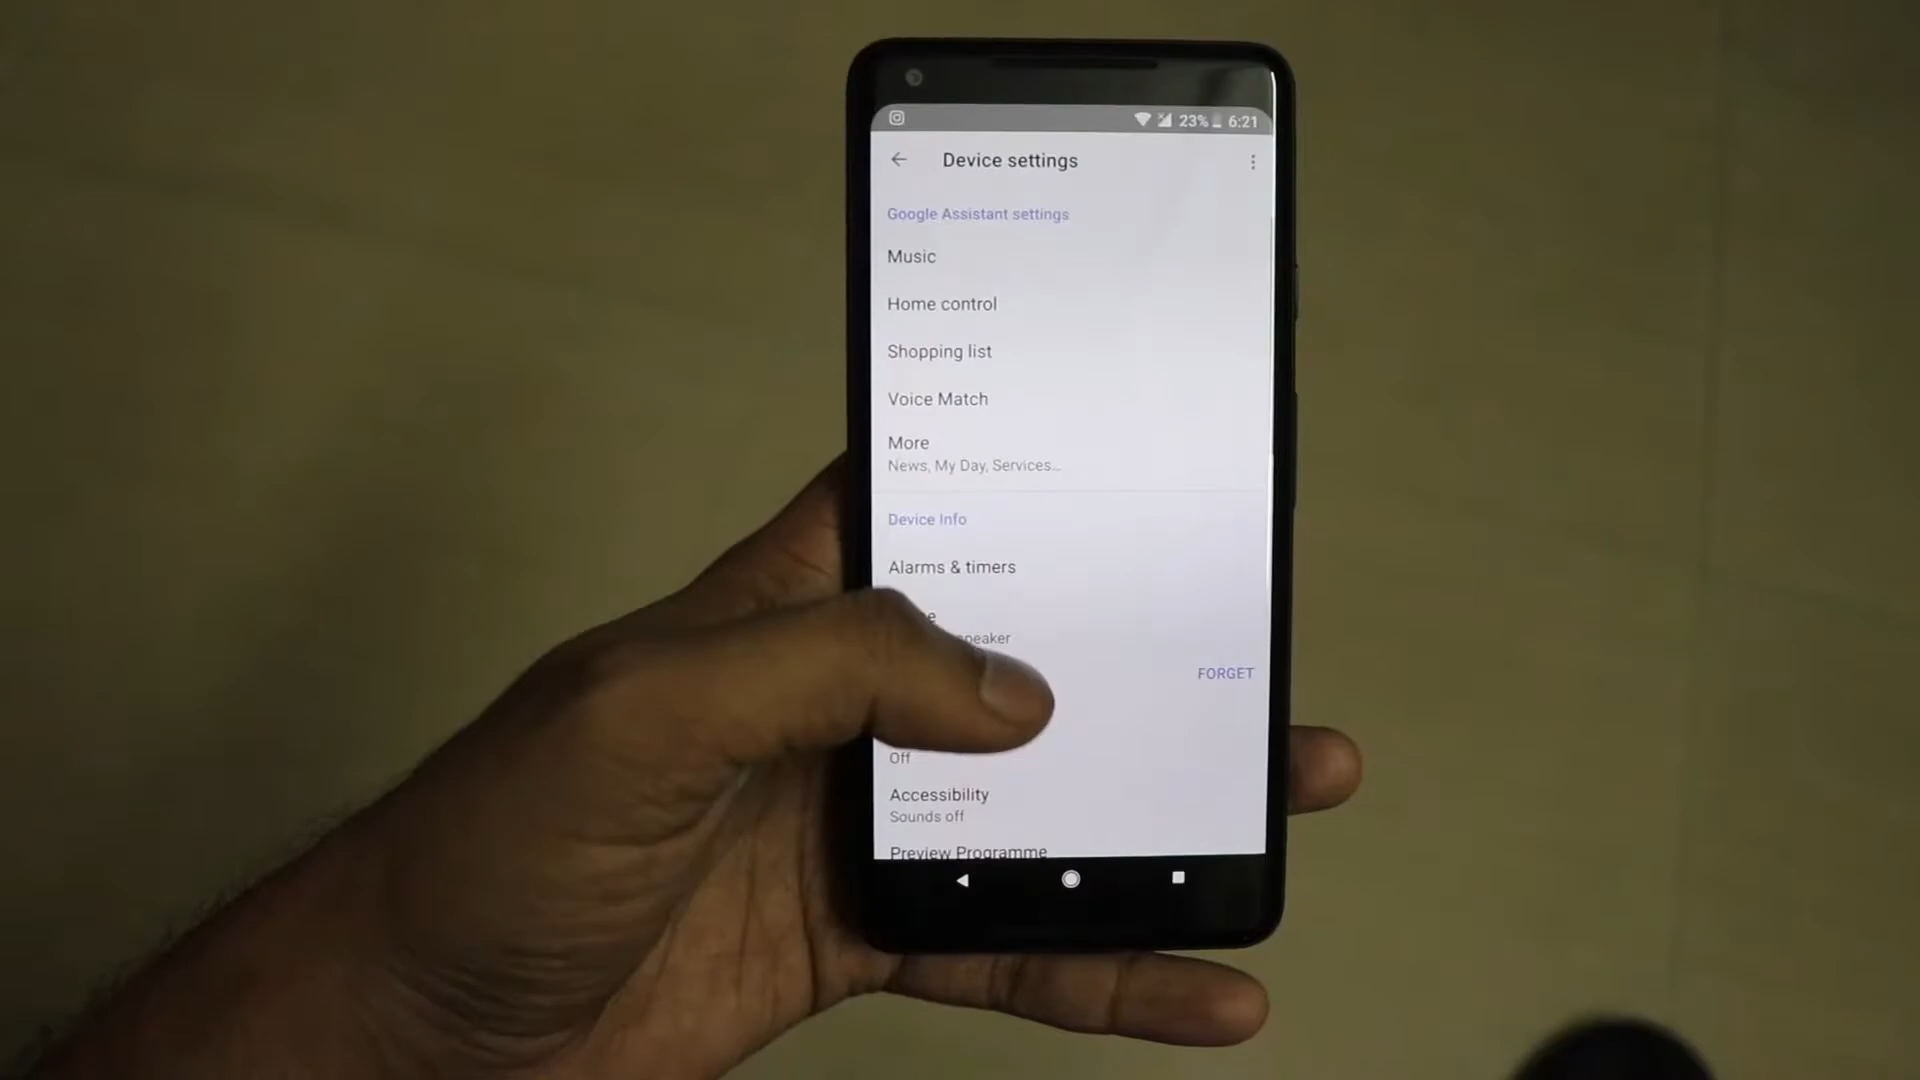 23% 6:21
Device settings
Google Assistant settings
Music
Home control
Shopping list
Voice Match
More
News, My Day, Services...
Device Info
Alarms & timers
FORGET
Off
Accessibility
Sounds off
Preview Programme